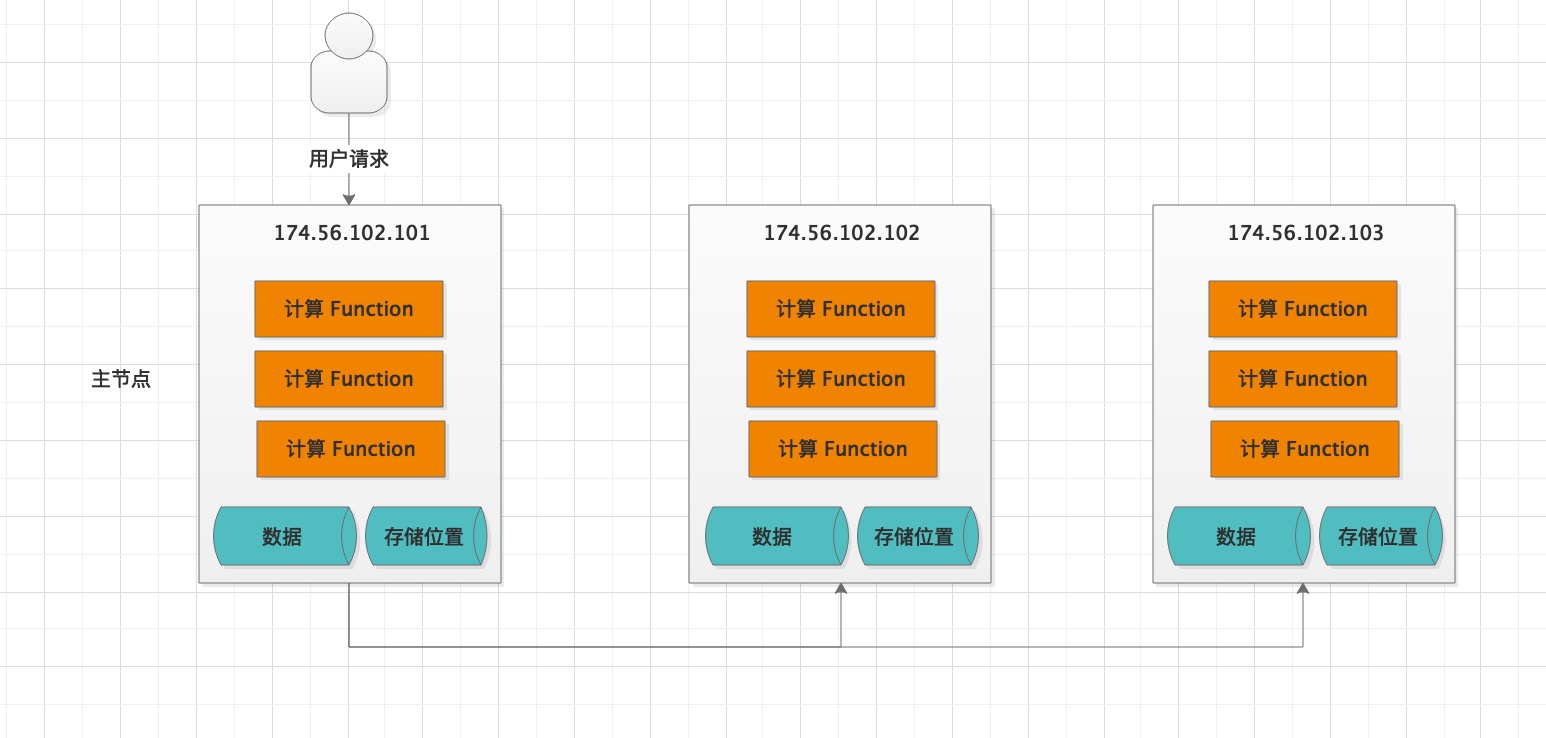 用户请求
174.56.102.101
174.56.102.102
174.56.102.103
计算 Function
计算 Function
计算 Function
主节点
计算 Function
计算 Function
计算 Function
计算 Function
计算 Function
计算 Function
数据
存储位置
数据
存储位置
数据
存储位置